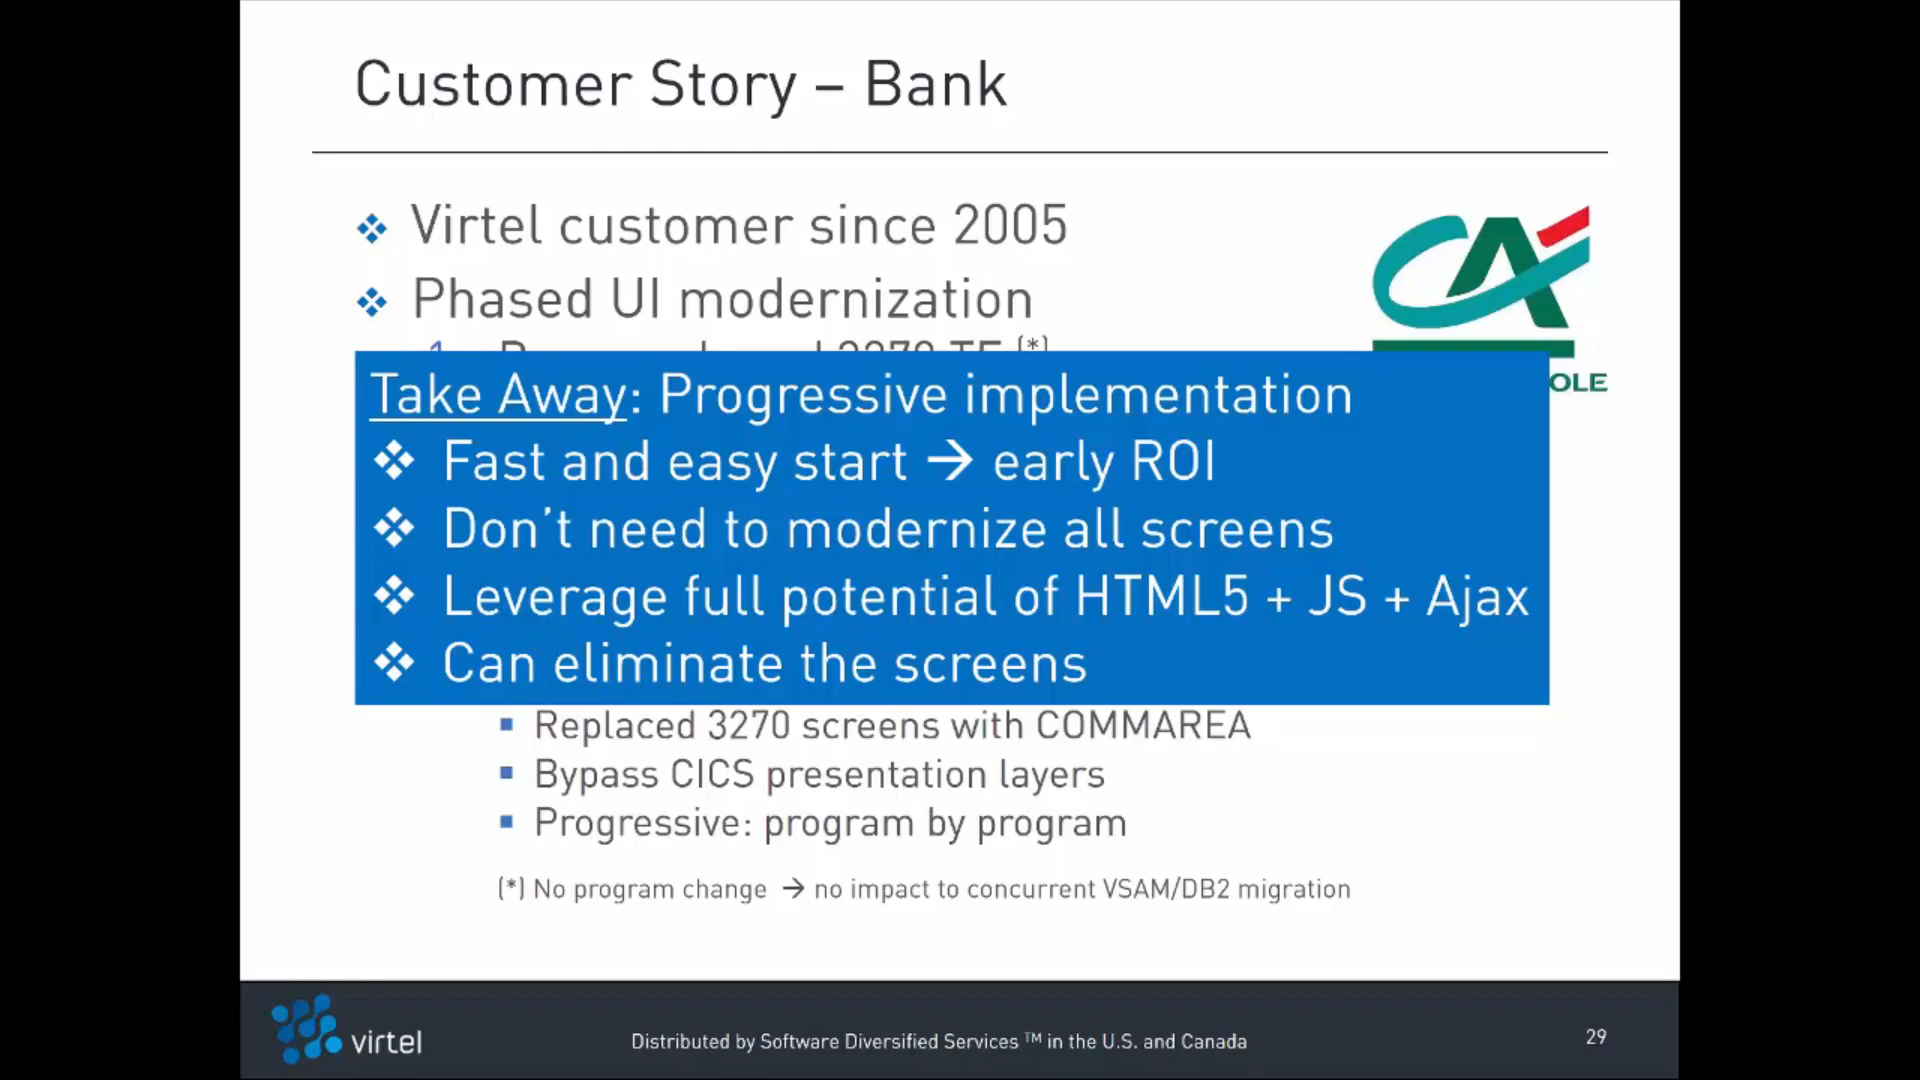 Customer Story – Bank
Virtel customer since 2005
Phased UI modernization
(*)
OLE
Take Away: Progressive implementation
Fast and easy start → early ROI
Don't need to modernize all screens
Leverage full potential of HTML5 + JS + Ajax
Can eliminate the screens
Replaced 3270 screens with COMMAREA
Bypass CICS presentation layers
Progressive: program by program
(*) No program change → no impact to concurrent VSAM/DB2 migration
virtel
Distributed by Software Diversified Services ™ in the U.S. and Canada
29